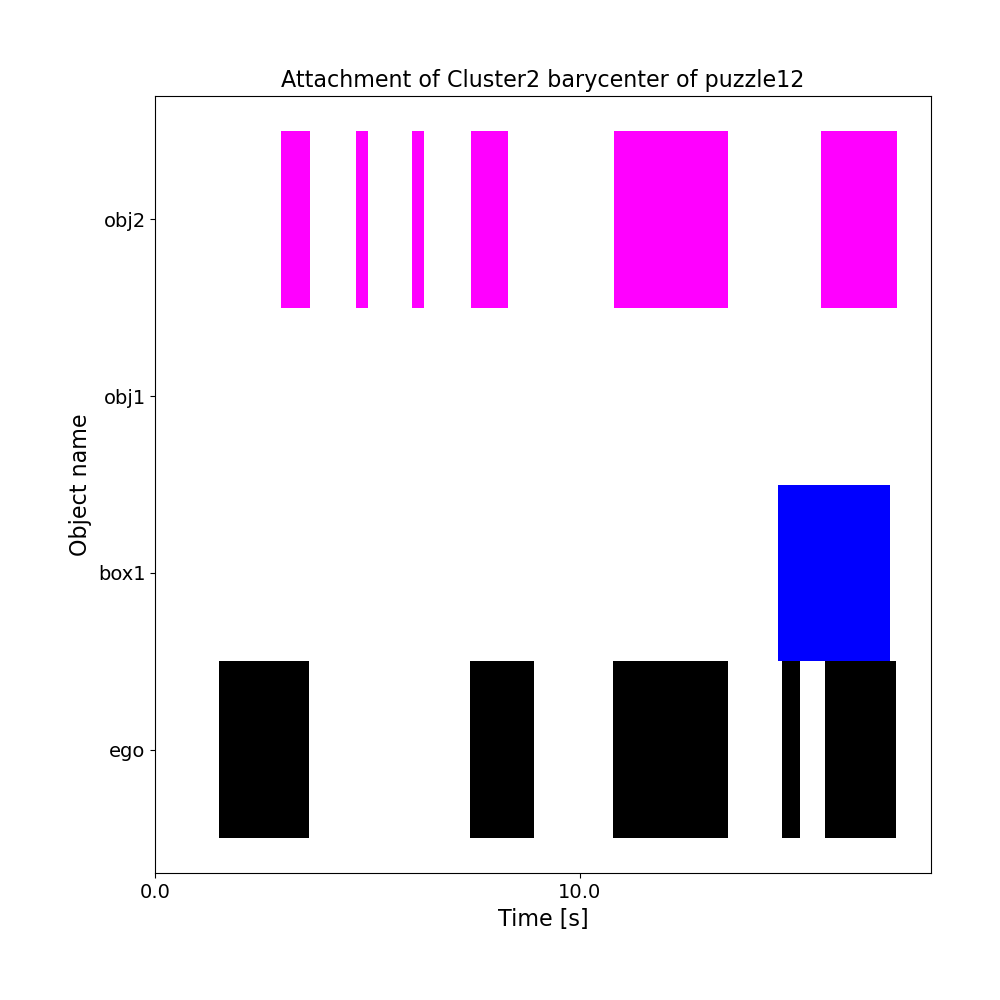 Attachment of Cluster2 barycenter of puzzle12
obj2
obj1
box1
ego
Object name
0.0
10.0
Time [s]